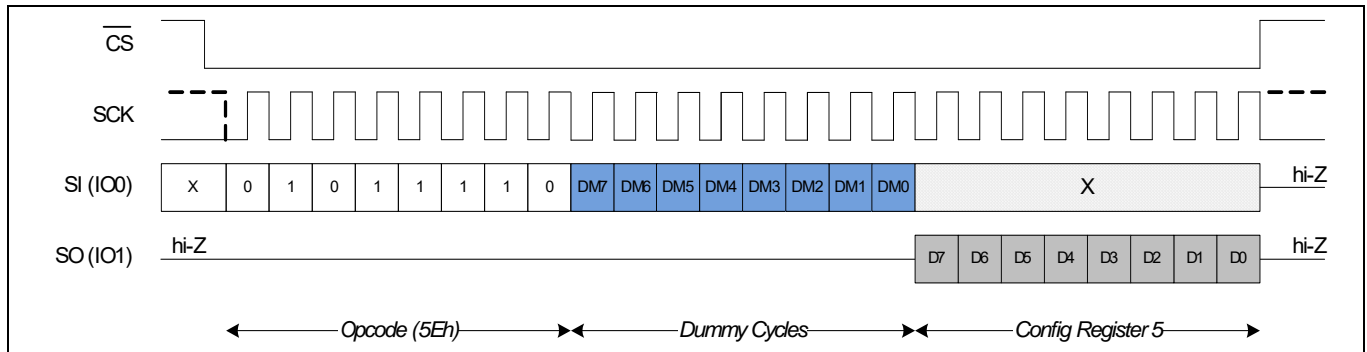 CS
SCK
SI (IO0) X 0 1 0 1 1 1 1 0 DM7 DM6 DM5 DM4 DM3 DM2 DM1 DM0 X hi-Z
SO (IO1) hi-Z D7 D6 D5 D4 D3 D2 D1 D0 hi-Z
Opcode (5Eh) Dummy Cycles Config Register 5